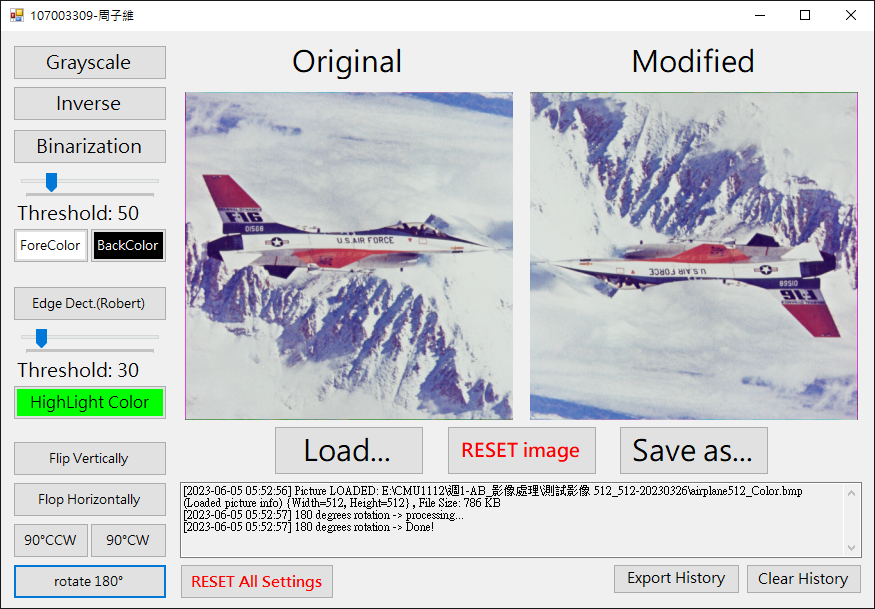 107003309-周子維
Grayscale
Inverse
Binarization
Threshold: 50
ForeColor
BackColor
Edge Dect.(Robert)
Threshold: 30
HighLight Color
Flip Vertically
Flop Horizontally
90°CCW
90°CW
rotate 180°
Original
Modified
F-16
01568
U.S. AIR FORCE
U.S. AIR FORCE
01568
F-16
Load...
RESET image
Save as...
[2023-06-05 05:52:56] Picture LOADED: E:\CMU1112\週1-AB_影像處理\測試影像 512_512-20230326\airplane512_Color.bmp
(Loaded picture info) {Width=512, Height=512} , File Size: 786 KB
[2023-06-05 05:52:57] 180 degrees rotation -> processing...
[2023-06-05 05:52:57] 180 degrees rotation -> Done!
RESET All Settings
Export History
Clear History